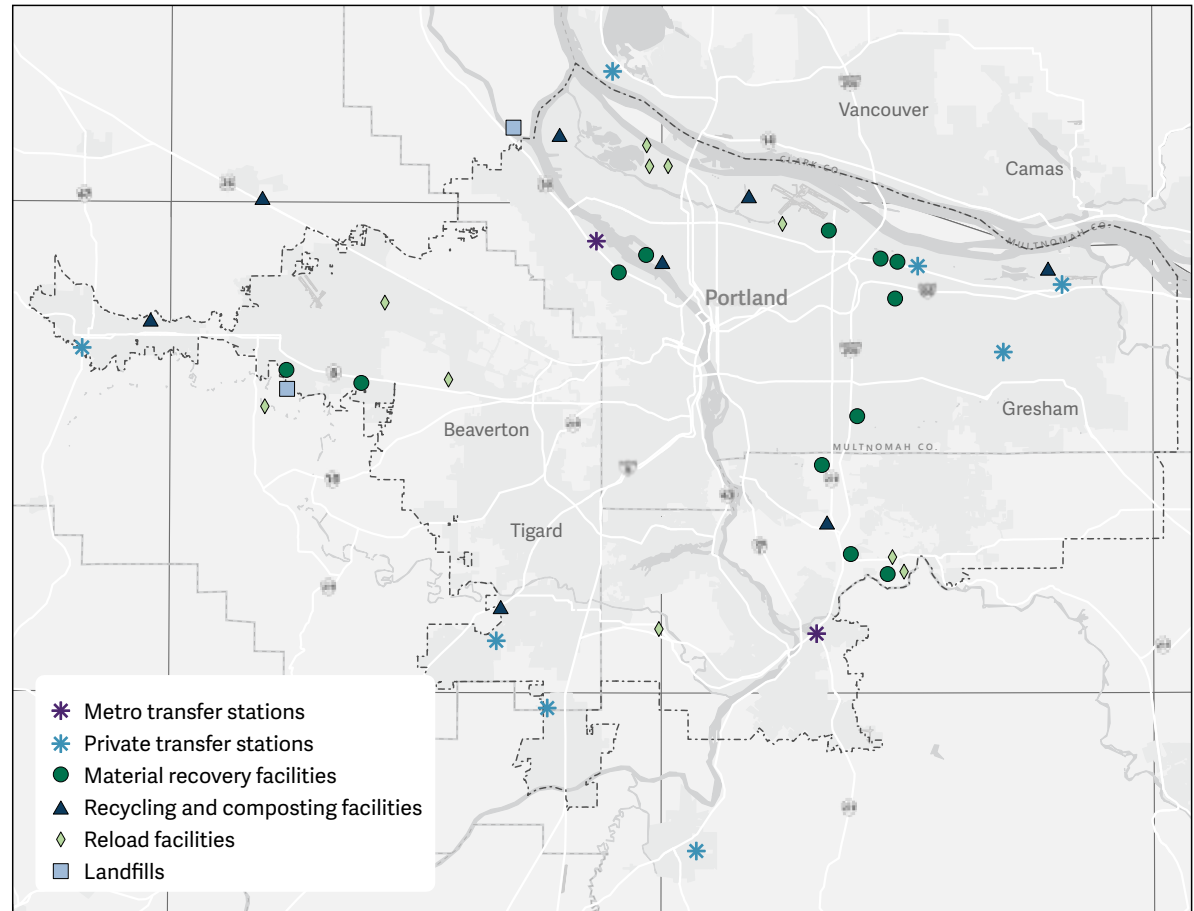 Vancouver
CLARK CO.
Camas
MULTNOMAH CO.
Portland
Gresham
Beaverton
MULTNOMAH CO.
Tigard
Metro transfer stations
Private transfer stations
Material recovery facilities
Recycling and composting facilities
Reload facilities
Landfills